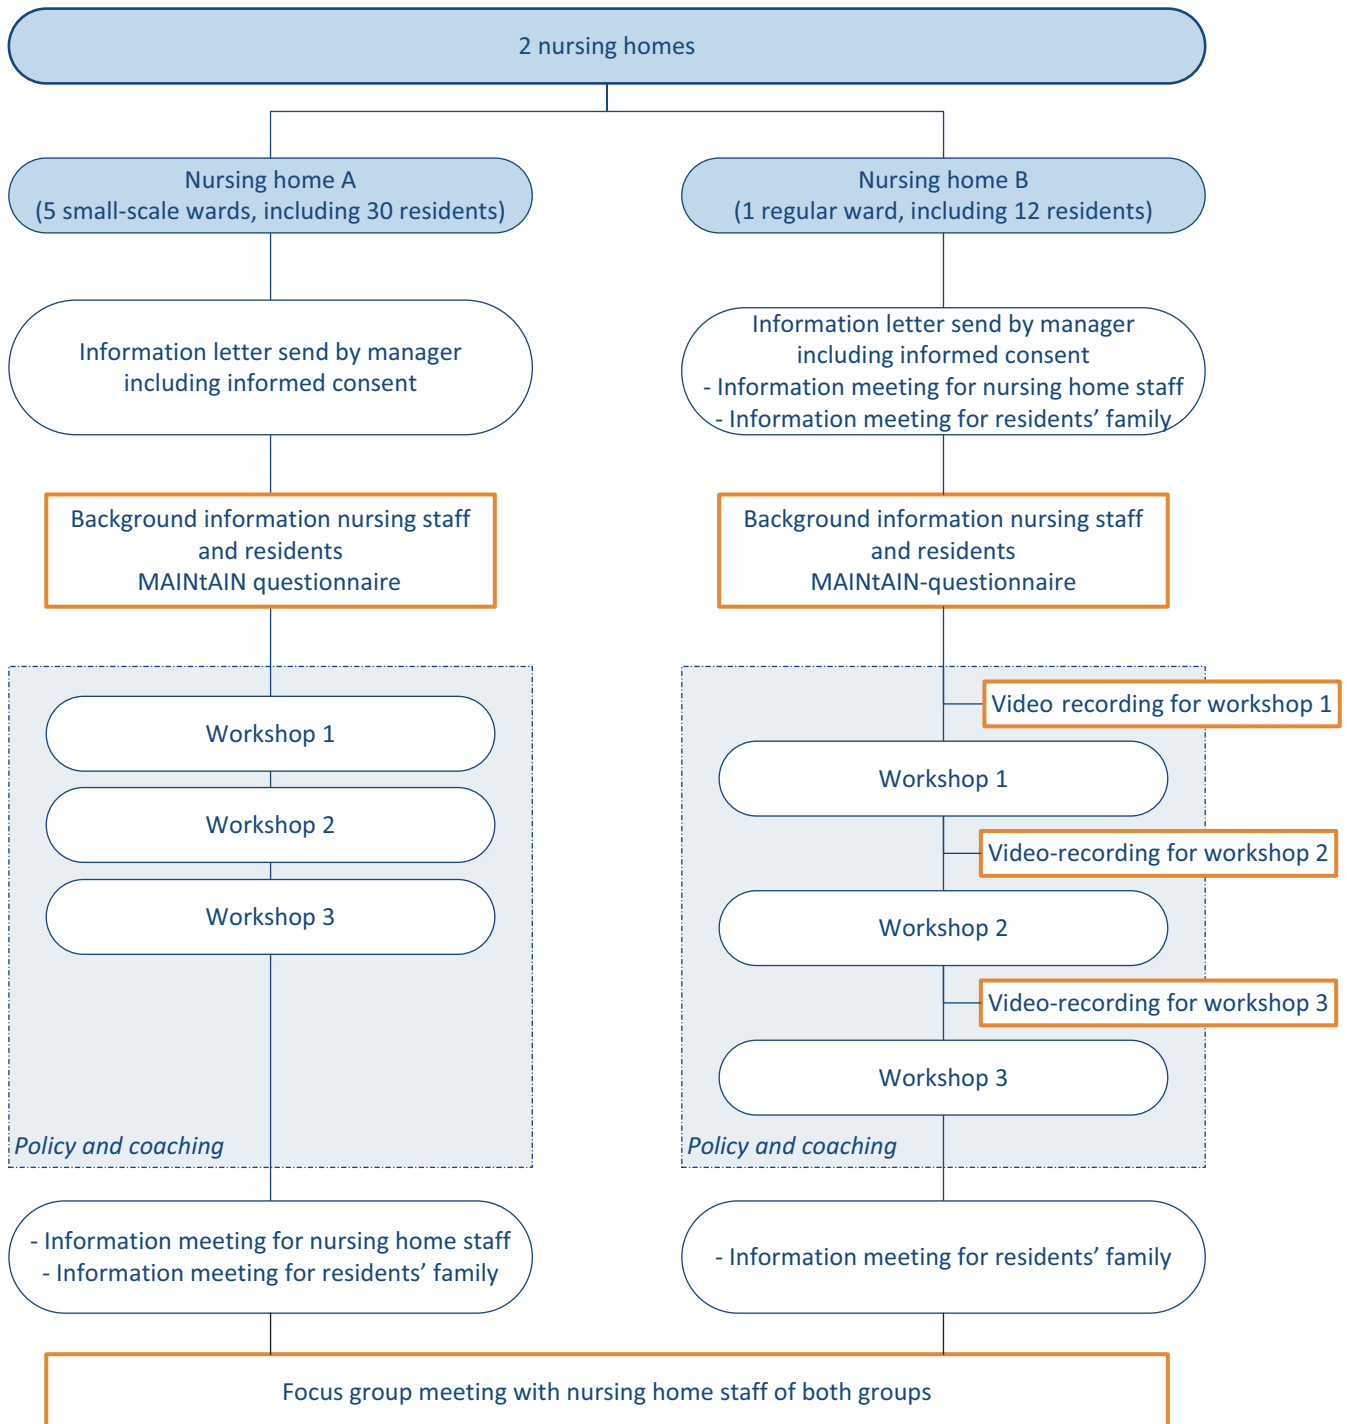 2 nursing homes
Nursing home A
(5 small-scale wards, including 30 residents)
Nursing home B
(1 regular ward, including 12 residents)
Information letter send by manager
including informed consent
Information letter send by manager
including informed consent
- Information meeting for nursing home staff
- Information meeting for residents’ family
Background information nursing staff
and residents
MAINtAIN questionnaire
Background information nursing staff
and residents
MAINtAIN-questionnaire
Workshop 1
Workshop 2
Workshop 3
Policy and coaching
Video recording for workshop 1
Workshop 1
Video-recording for workshop 2
Workshop 2
Video-recording for workshop 3
Workshop 3
Policy and coaching
- Information meeting for nursing home staff
- Information meeting for residents’ family
- Information meeting for residents’ family
Focus group meeting with nursing home staff of both groups